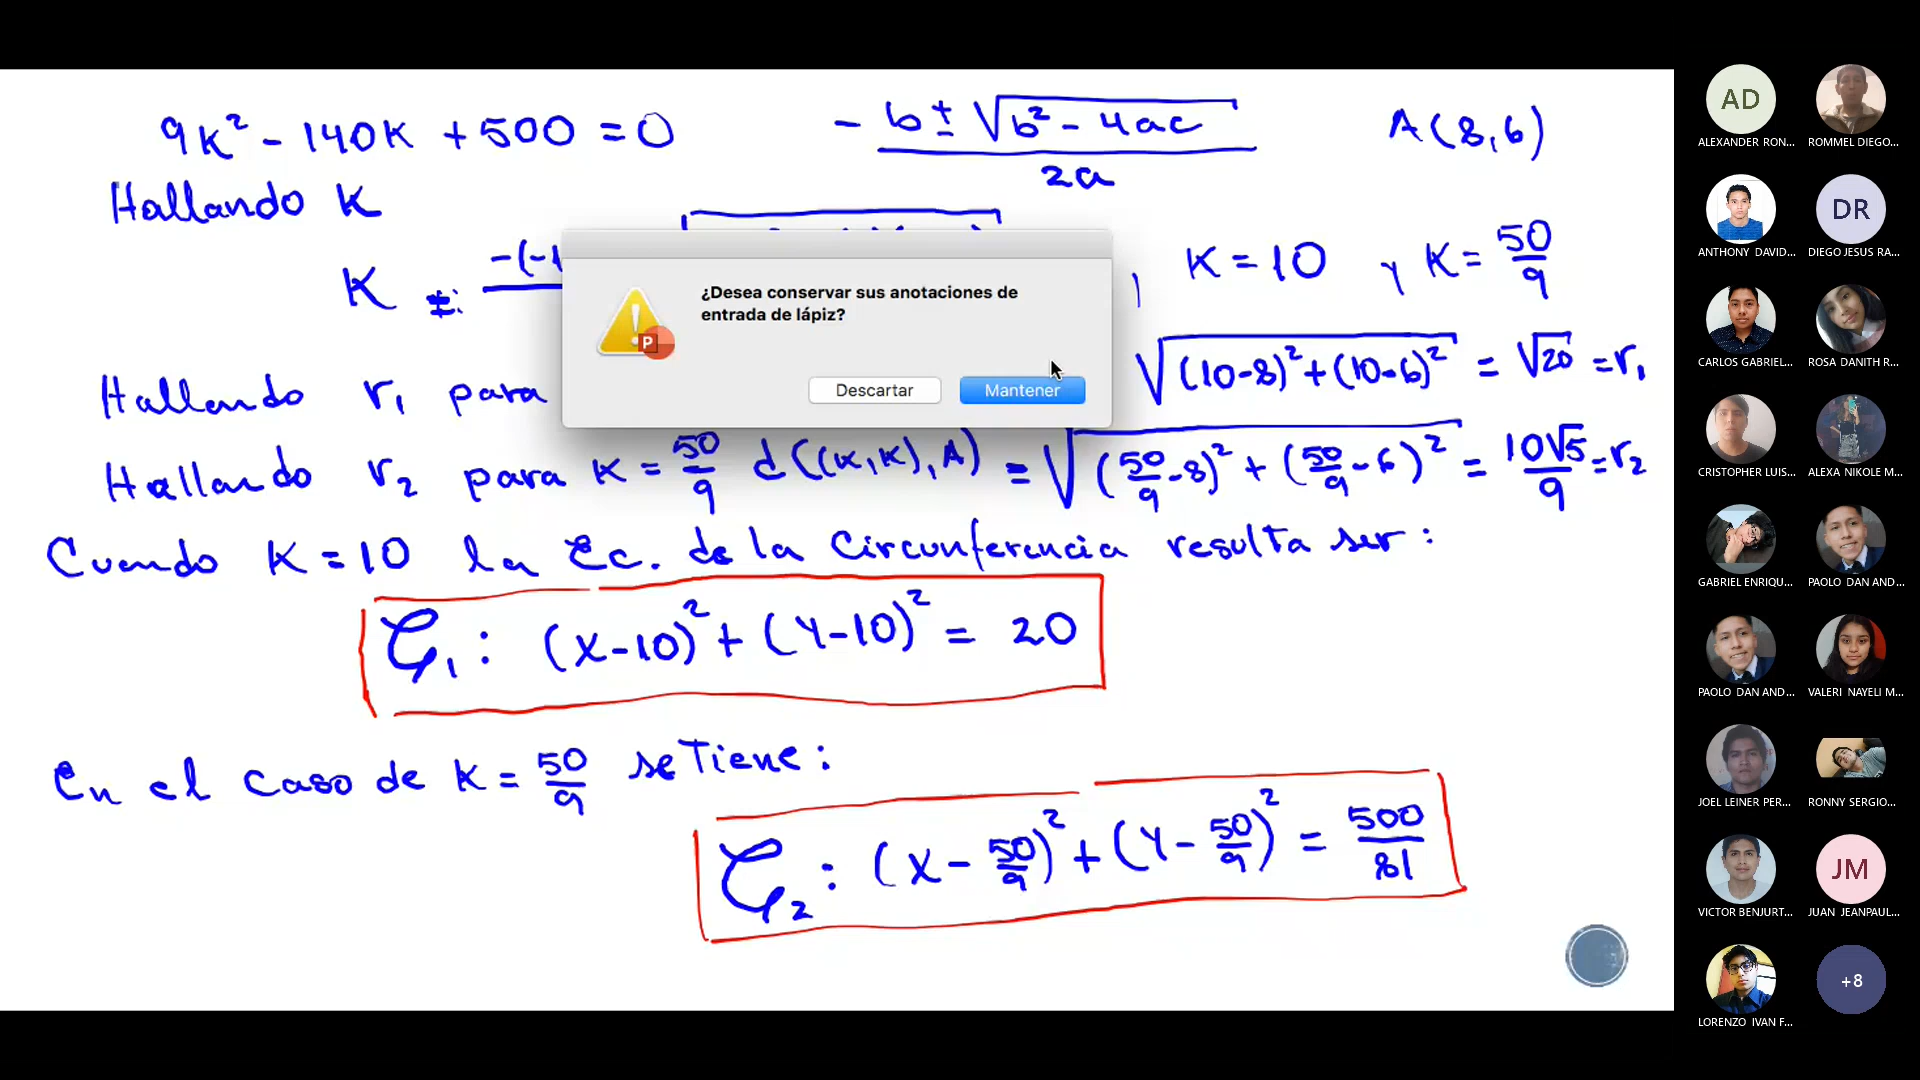 9K² - 140K + 500 = 0
-b ± √(b² - 4ac) / 2a
A(8,6)
Hallando K
K = -(-1
, K = 10 y K = 50/9
¿Desea conservar sus anotaciones de
entrada de lápiz?
P
Descartar
Mantener
Hallando r₁ para
√((10-8)² + (10-6)²) = √20 = r₁
Hallando r₂ para K = 50/9 d((K,K),A) = √((50/9-8)² + (50/9-6)²) = 10√5/9 = r₂
Cuando K = 10 la Ec. de la Circunferencia resulta ser:
C₁: (x-10)² + (y-10)² = 20
En el caso de K = 50/9 se Tiene:
C₂: (x - 50/9)² + (y - 50/9)² = 500/81
AD
ALEXANDER RON...
ROMMEL DIEGO...
ANTHONY DAVID...
DR
DIEGO JESUS RA...
CARLOS GABRIEL...
ROSA DANITH R...
CRISTOPHER LUIS...
ALEXA NIKOLE M...
GABRIEL ENRIQU...
PAOLO DAN AND...
PAOLO DAN AND...
VALERI NAYELI M...
JOEL LEINER PER...
RONNY SERGIO...
VICTOR BENJURT...
JM
JUAN JEANPAUL...
LORENZO IVAN F...
+8